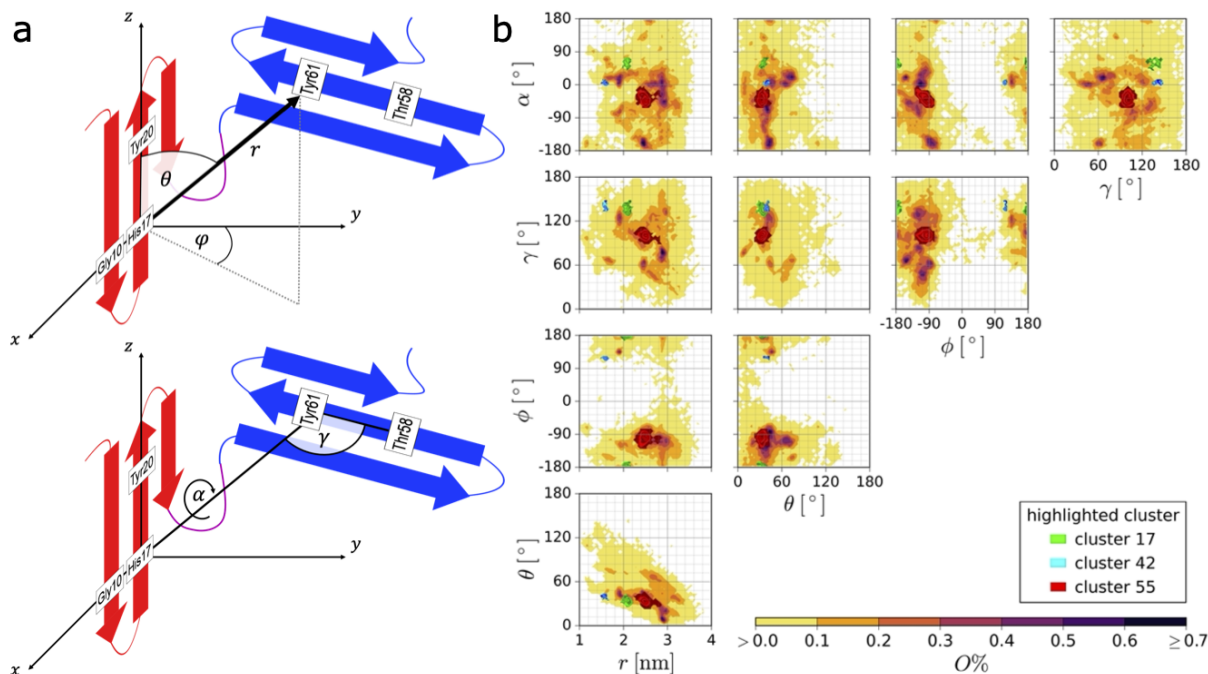 a
z
Tyr61
Thr58
Tyr20
r
θ
y
His17
Gly10
φ
x
z
Tyr61
γ
Thr58
Tyr20
α
y
His17
Gly10
x
b
180
90
0
-90
-180
α [°]
0 60 120 180
γ [°]
180
120
60
0
γ [°]
-180 -90 0 90 180
ϕ [°]
180
90
0
-90
-180
ϕ [°]
0 60 120 180
θ [°]
180
120
60
0
θ [°]
1 2 3 4
r [nm]
highlighted cluster
cluster 17
cluster 42
cluster 55
> 0.0 0.1 0.2 0.3 0.4 0.5 0.6 ≥ 0.7
O%